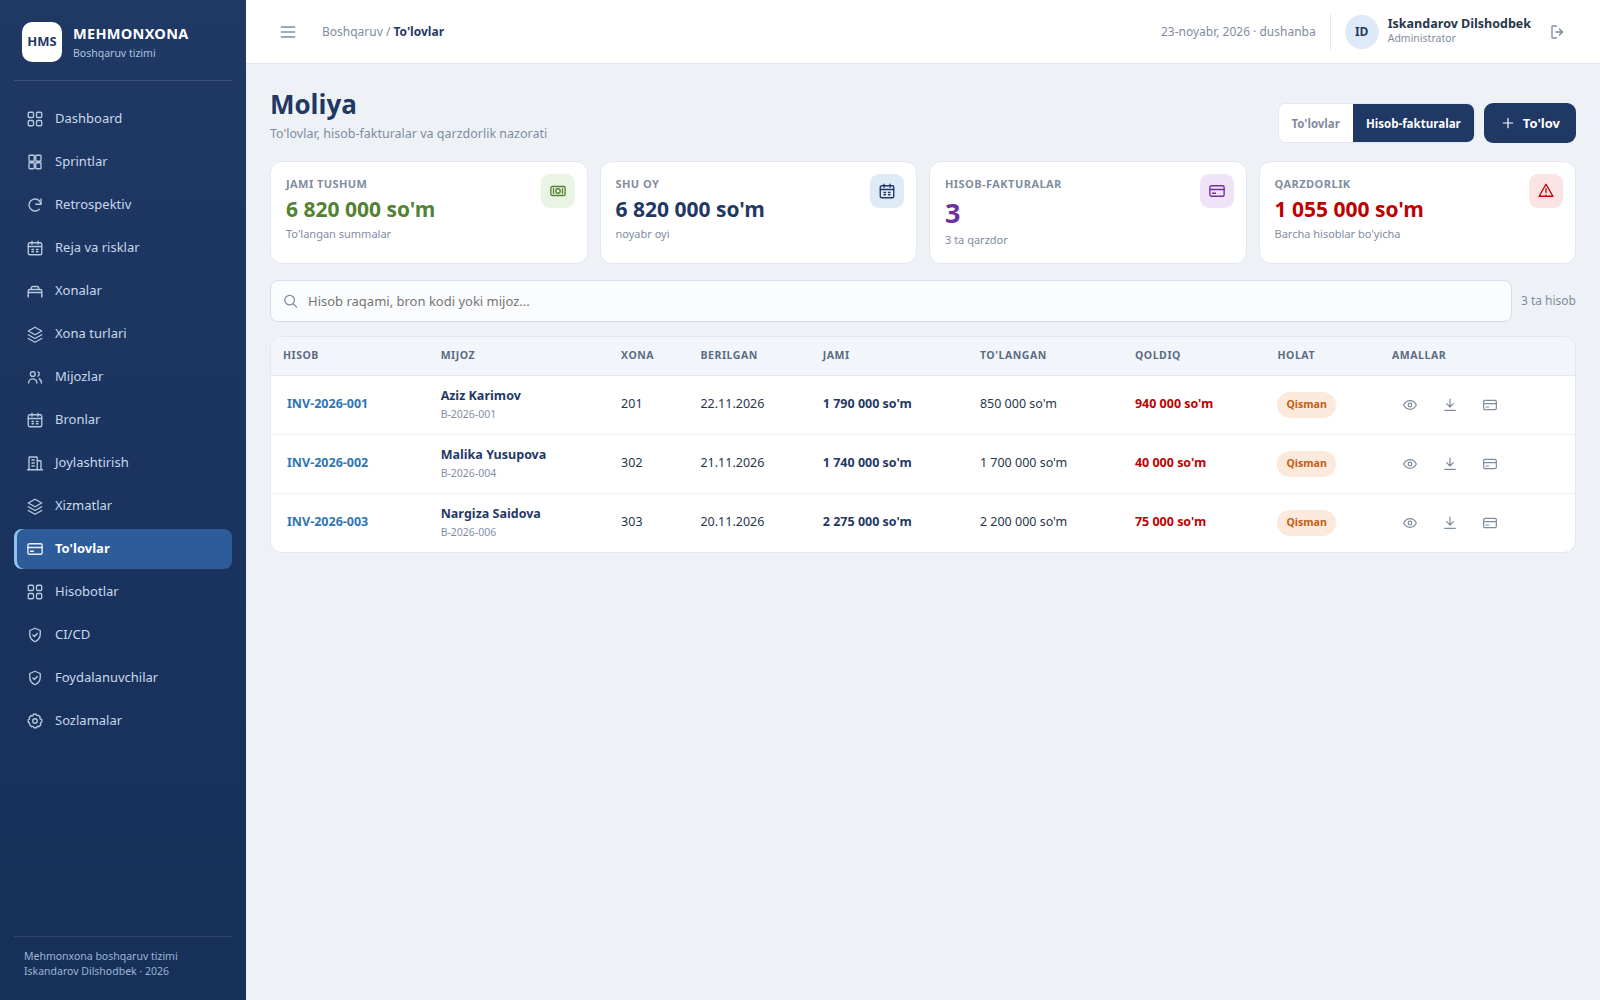 HMS
MEHMONXONA
Boshqaruv tizimi
Dashboard
Sprintlar
Retrospektiv
Reja va risklar
Xonalar
Xona turlari
Mijozlar
Bronlar
Joylashtirish
Xizmatlar
To'lovlar
Hisobotlar
CI/CD
Foydalanuvchilar
Sozlamalar
Mehmonxona boshqaruv tizimi
Iskandarov Dilshodbek · 2026
Boshqaruv / To'lovlar
23-noyabr, 2026 · dushanba
ID
Iskandarov Dilshodbek
Administrator
Moliya
To'lovlar, hisob-fakturalar va qarzdorlik nazorati
To'lovlar
Hisob-fakturalar
To'lov
JAMI TUSHUM
6 820 000 so'm
To'langan summalar
SHU OY
6 820 000 so'm
noyabr oyi
HISOB-FAKTURALAR
3
3 ta qarzdor
QARZDORLIK
1 055 000 so'm
Barcha hisoblar bo'yicha
Hisob raqami, bron kodi yoki mijoz...
3 ta hisob
HISOB MIJOZ XONA BERILGAN JAMI TO'LANGAN QOLDIQ HOLAT AMALLAR
INV-2026-001 Aziz Karimov 201 22.11.2026 1 790 000 so'm 850 000 so'm 940 000 so'm Qisman
B-2026-001
INV-2026-002 Malika Yusupova 302 21.11.2026 1 740 000 so'm 1 700 000 so'm 40 000 so'm Qisman
B-2026-004
INV-2026-003 Nargiza Saidova 303 20.11.2026 2 275 000 so'm 2 200 000 so'm 75 000 so'm Qisman
B-2026-006